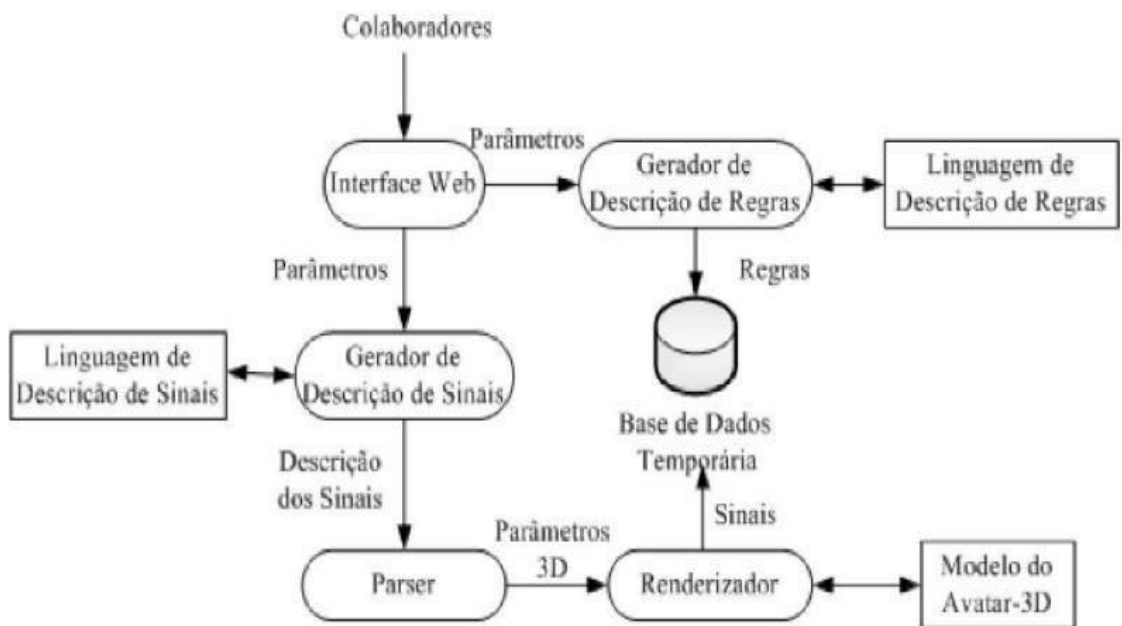 Colaboradores
Parâmetros
Interface Web
Gerador de
Descrição de Regras
Linguagem de
Descrição de Regras
Parâmetros
Regras
Linguagem de
Descrição de Sinais
Gerador de
Descrição de Sinais
Base de Dados
Temporária
Descrição
dos Sinais
Sinais
Parâmetros
3D
Parser
Renderizador
Modelo do
Avatar-3D